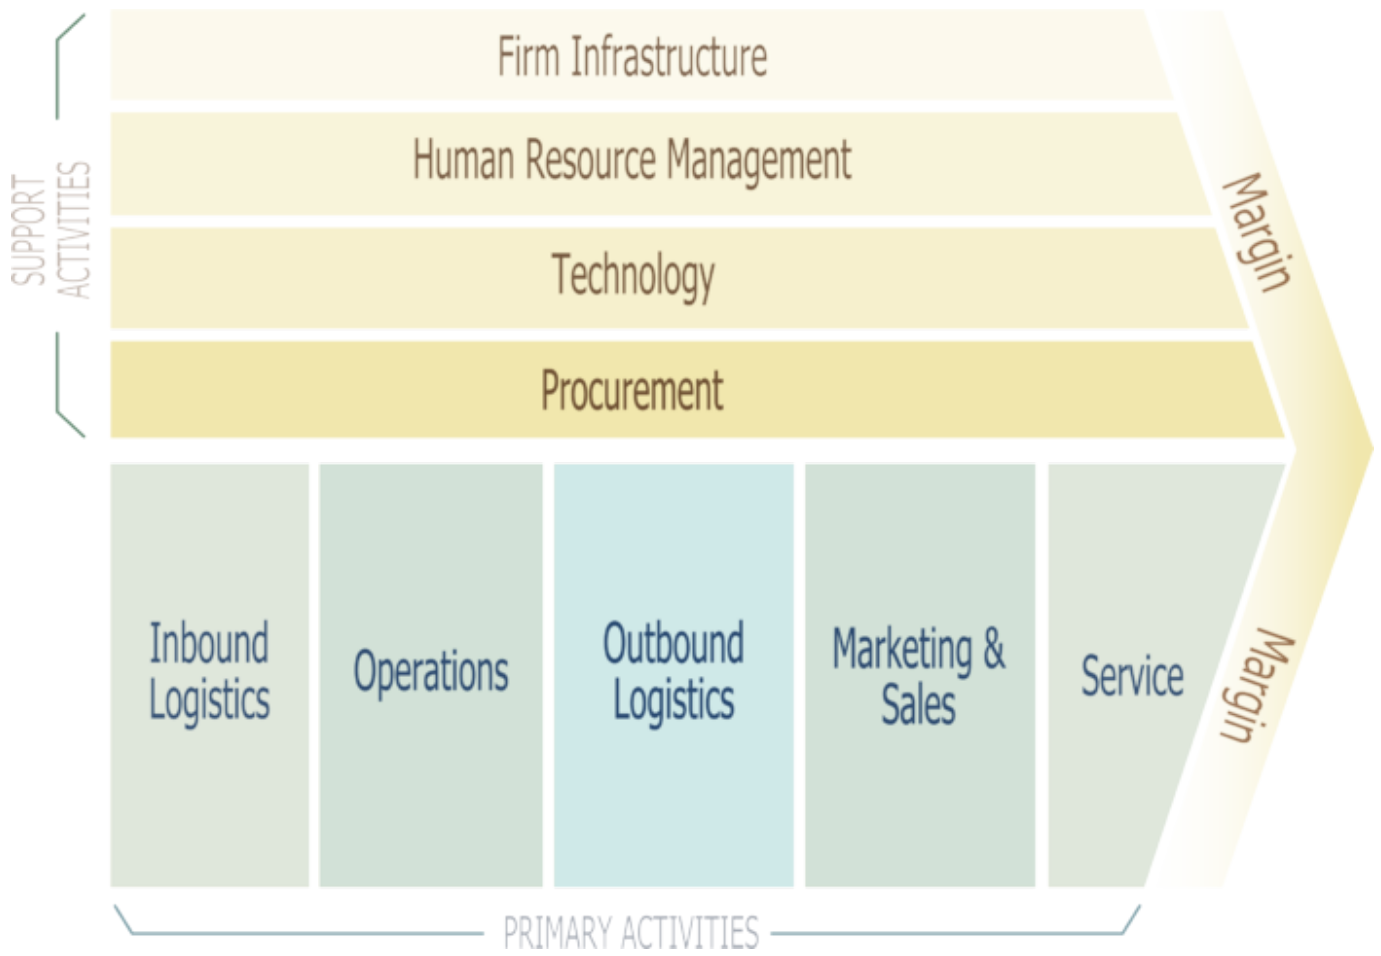 Firm Infrastructure
Human Resource Management
Technology
Procurement
SUPPORT
ACTIVITIES
Margin
Inbound
Logistics
Operations
Outbound
Logistics
Marketing &
Sales
Service
Margin
PRIMARY ACTIVITIES